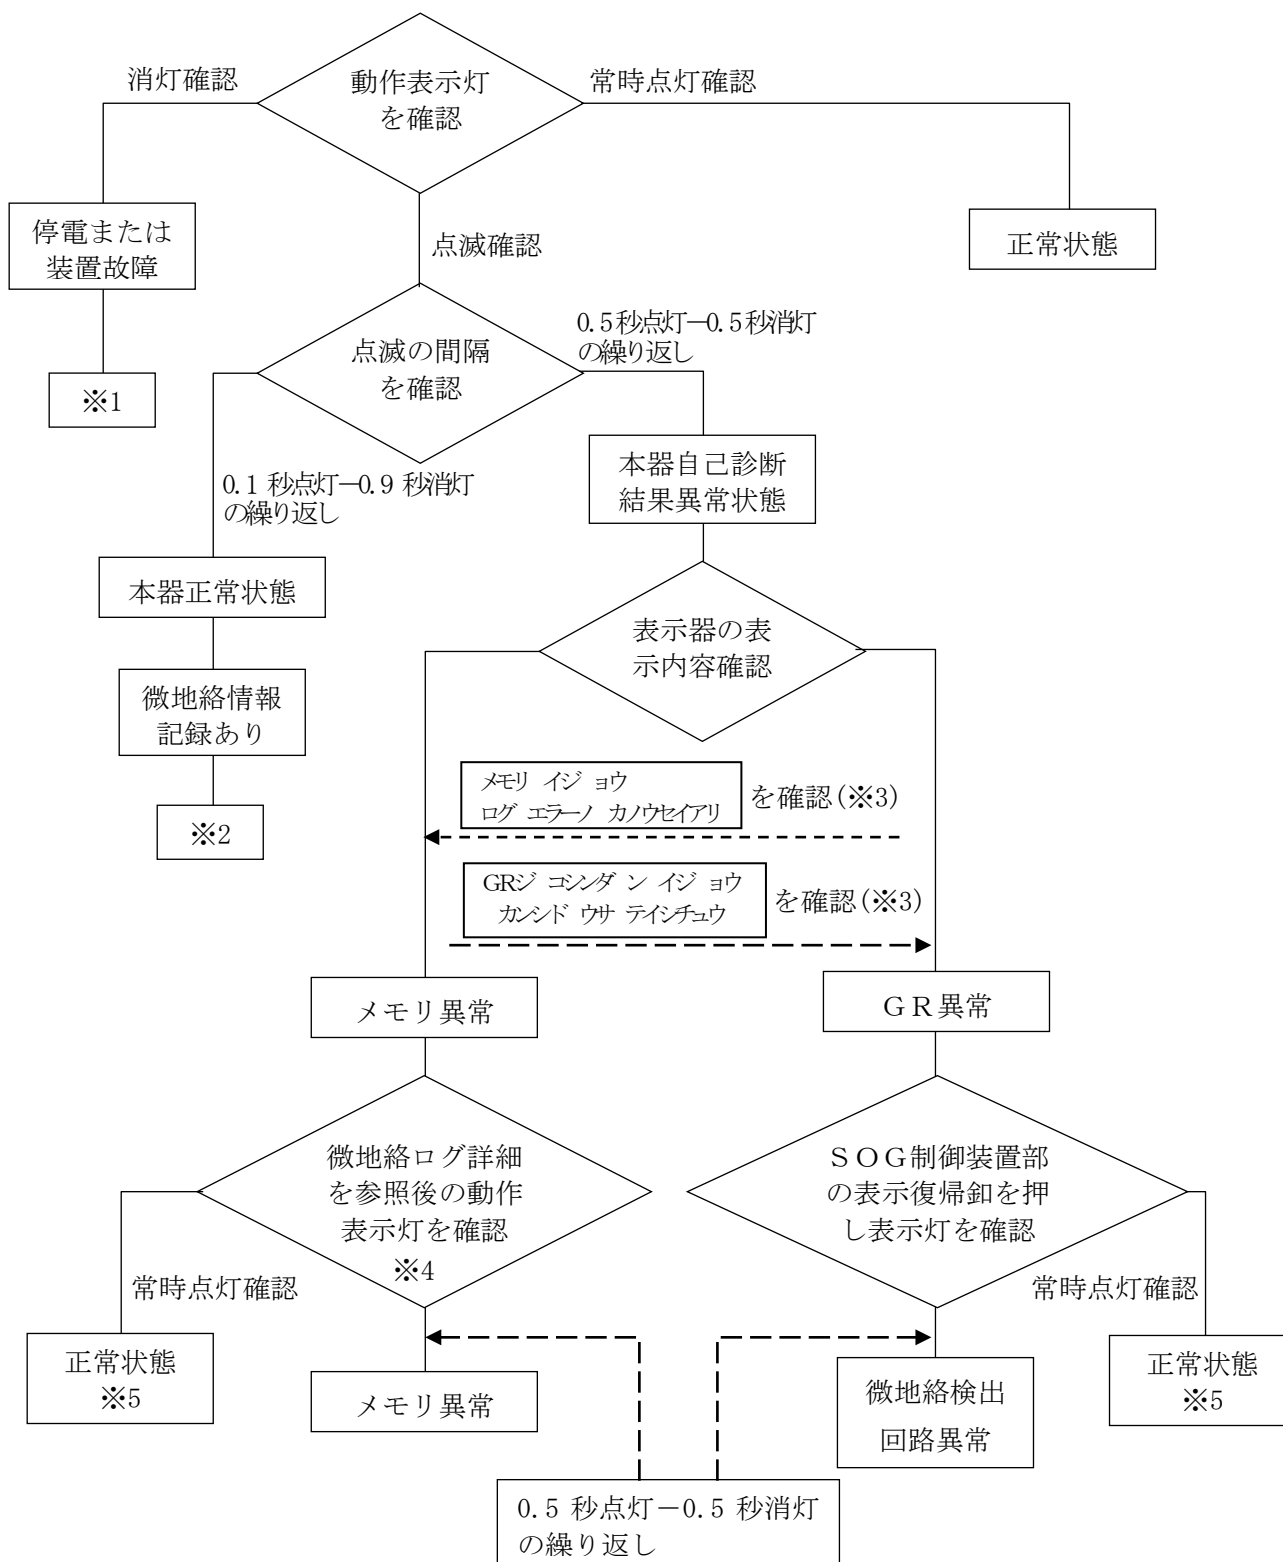 消灯確認
動作表示灯
を確認
常時点灯確認
停電または
装置故障
点滅確認
正常状態
※1
点滅の間隔
を確認
0.5秒点灯―0.5秒消灯
の繰り返し
0.1 秒点灯―0.9 秒消灯
の繰り返し
本器自己診断
結果異常状態
本器正常状態
表示器の表
示内容確認
微地絡情報
記録あり
※2
メモリ イジョウ
ログ エラーノ カノウセイアリ
を確認(※3)
GRジコシンダン イジョウ
カンシドウサ テイシチュウ
を確認(※3)
メモリ異常
GR異常
微地絡ログ詳細
を参照後の動作
表示灯を確認
※4
SOG制御装置部
の表示復帰釦を押
し表示灯を確認
常時点灯確認
常時点灯確認
正常状態
※5
メモリ異常
微地絡検出
回路異常
正常状態
※5
0.5 秒点灯－0.5 秒消灯
の繰り返し